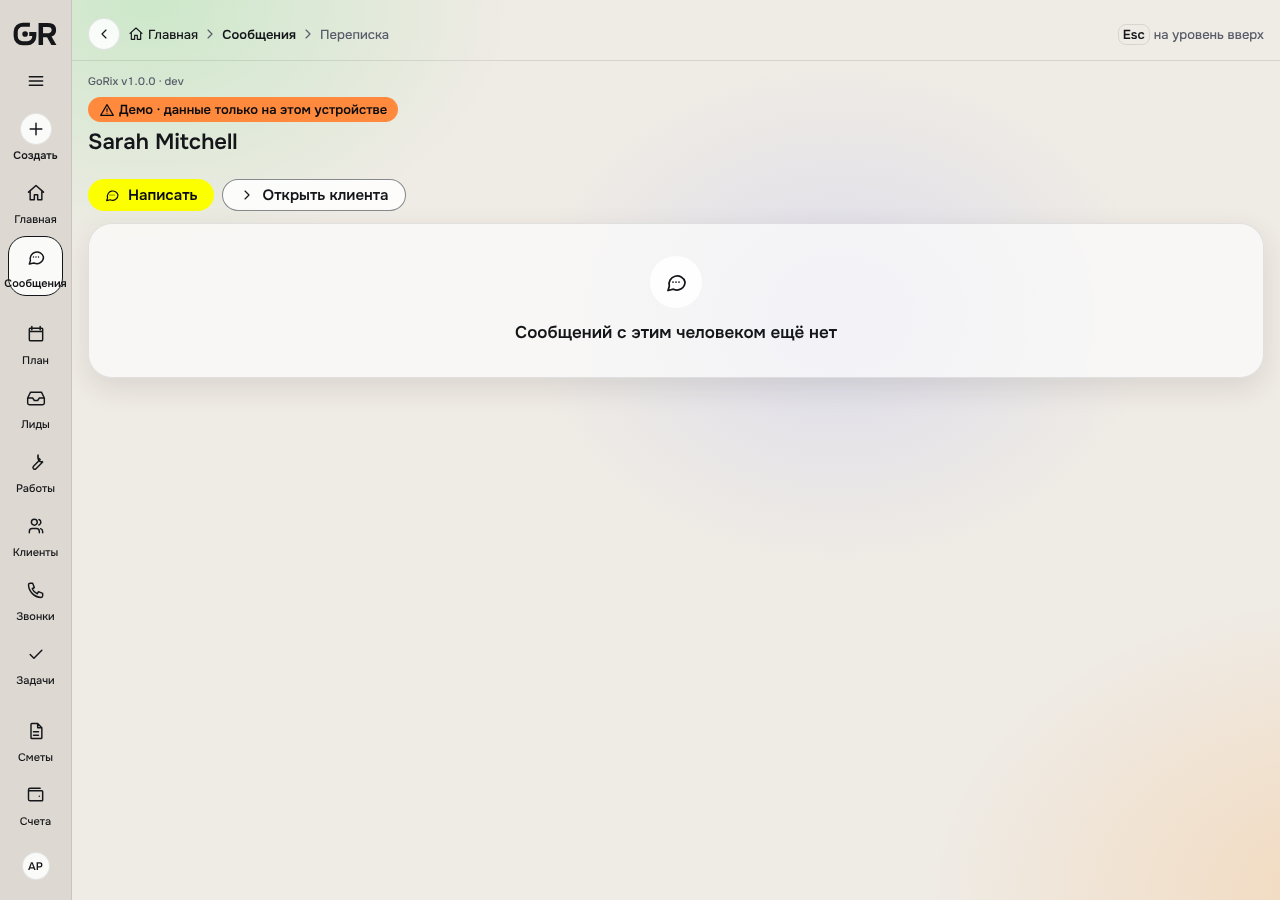 GR
Создать
Главная
Сообщения
План
Лиды
Работы
Клиенты
Звонки
Задачи
Сметы
Счета
AP
Главная > Сообщения > Переписка
Esc на уровень вверх
GoRix v1.0.0 · dev
Демо · данные только на этом устройстве
Sarah Mitchell
Написать
Открыть клиента
Сообщений с этим человеком ещё нет